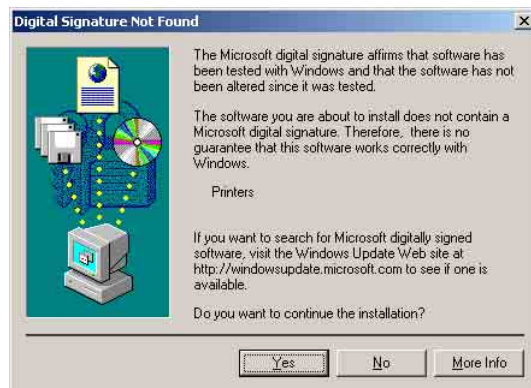 Digital Signature Not Found
The Microsoft digital signature affirms that software has
been tested with Windows and that the software has not
been altered since it was tested.
The software you are about to install does not contain a
Microsoft digital signature. Therefore, there is no
guarantee that this software works correctly with
Windows.
Printers
If you want to search for Microsoft digitally signed
software, visit the Windows Update Web site at
http://windowsupdate.microsoft.com to see if one is
available.
Do you want to continue the installation?
Yes
No
More Info